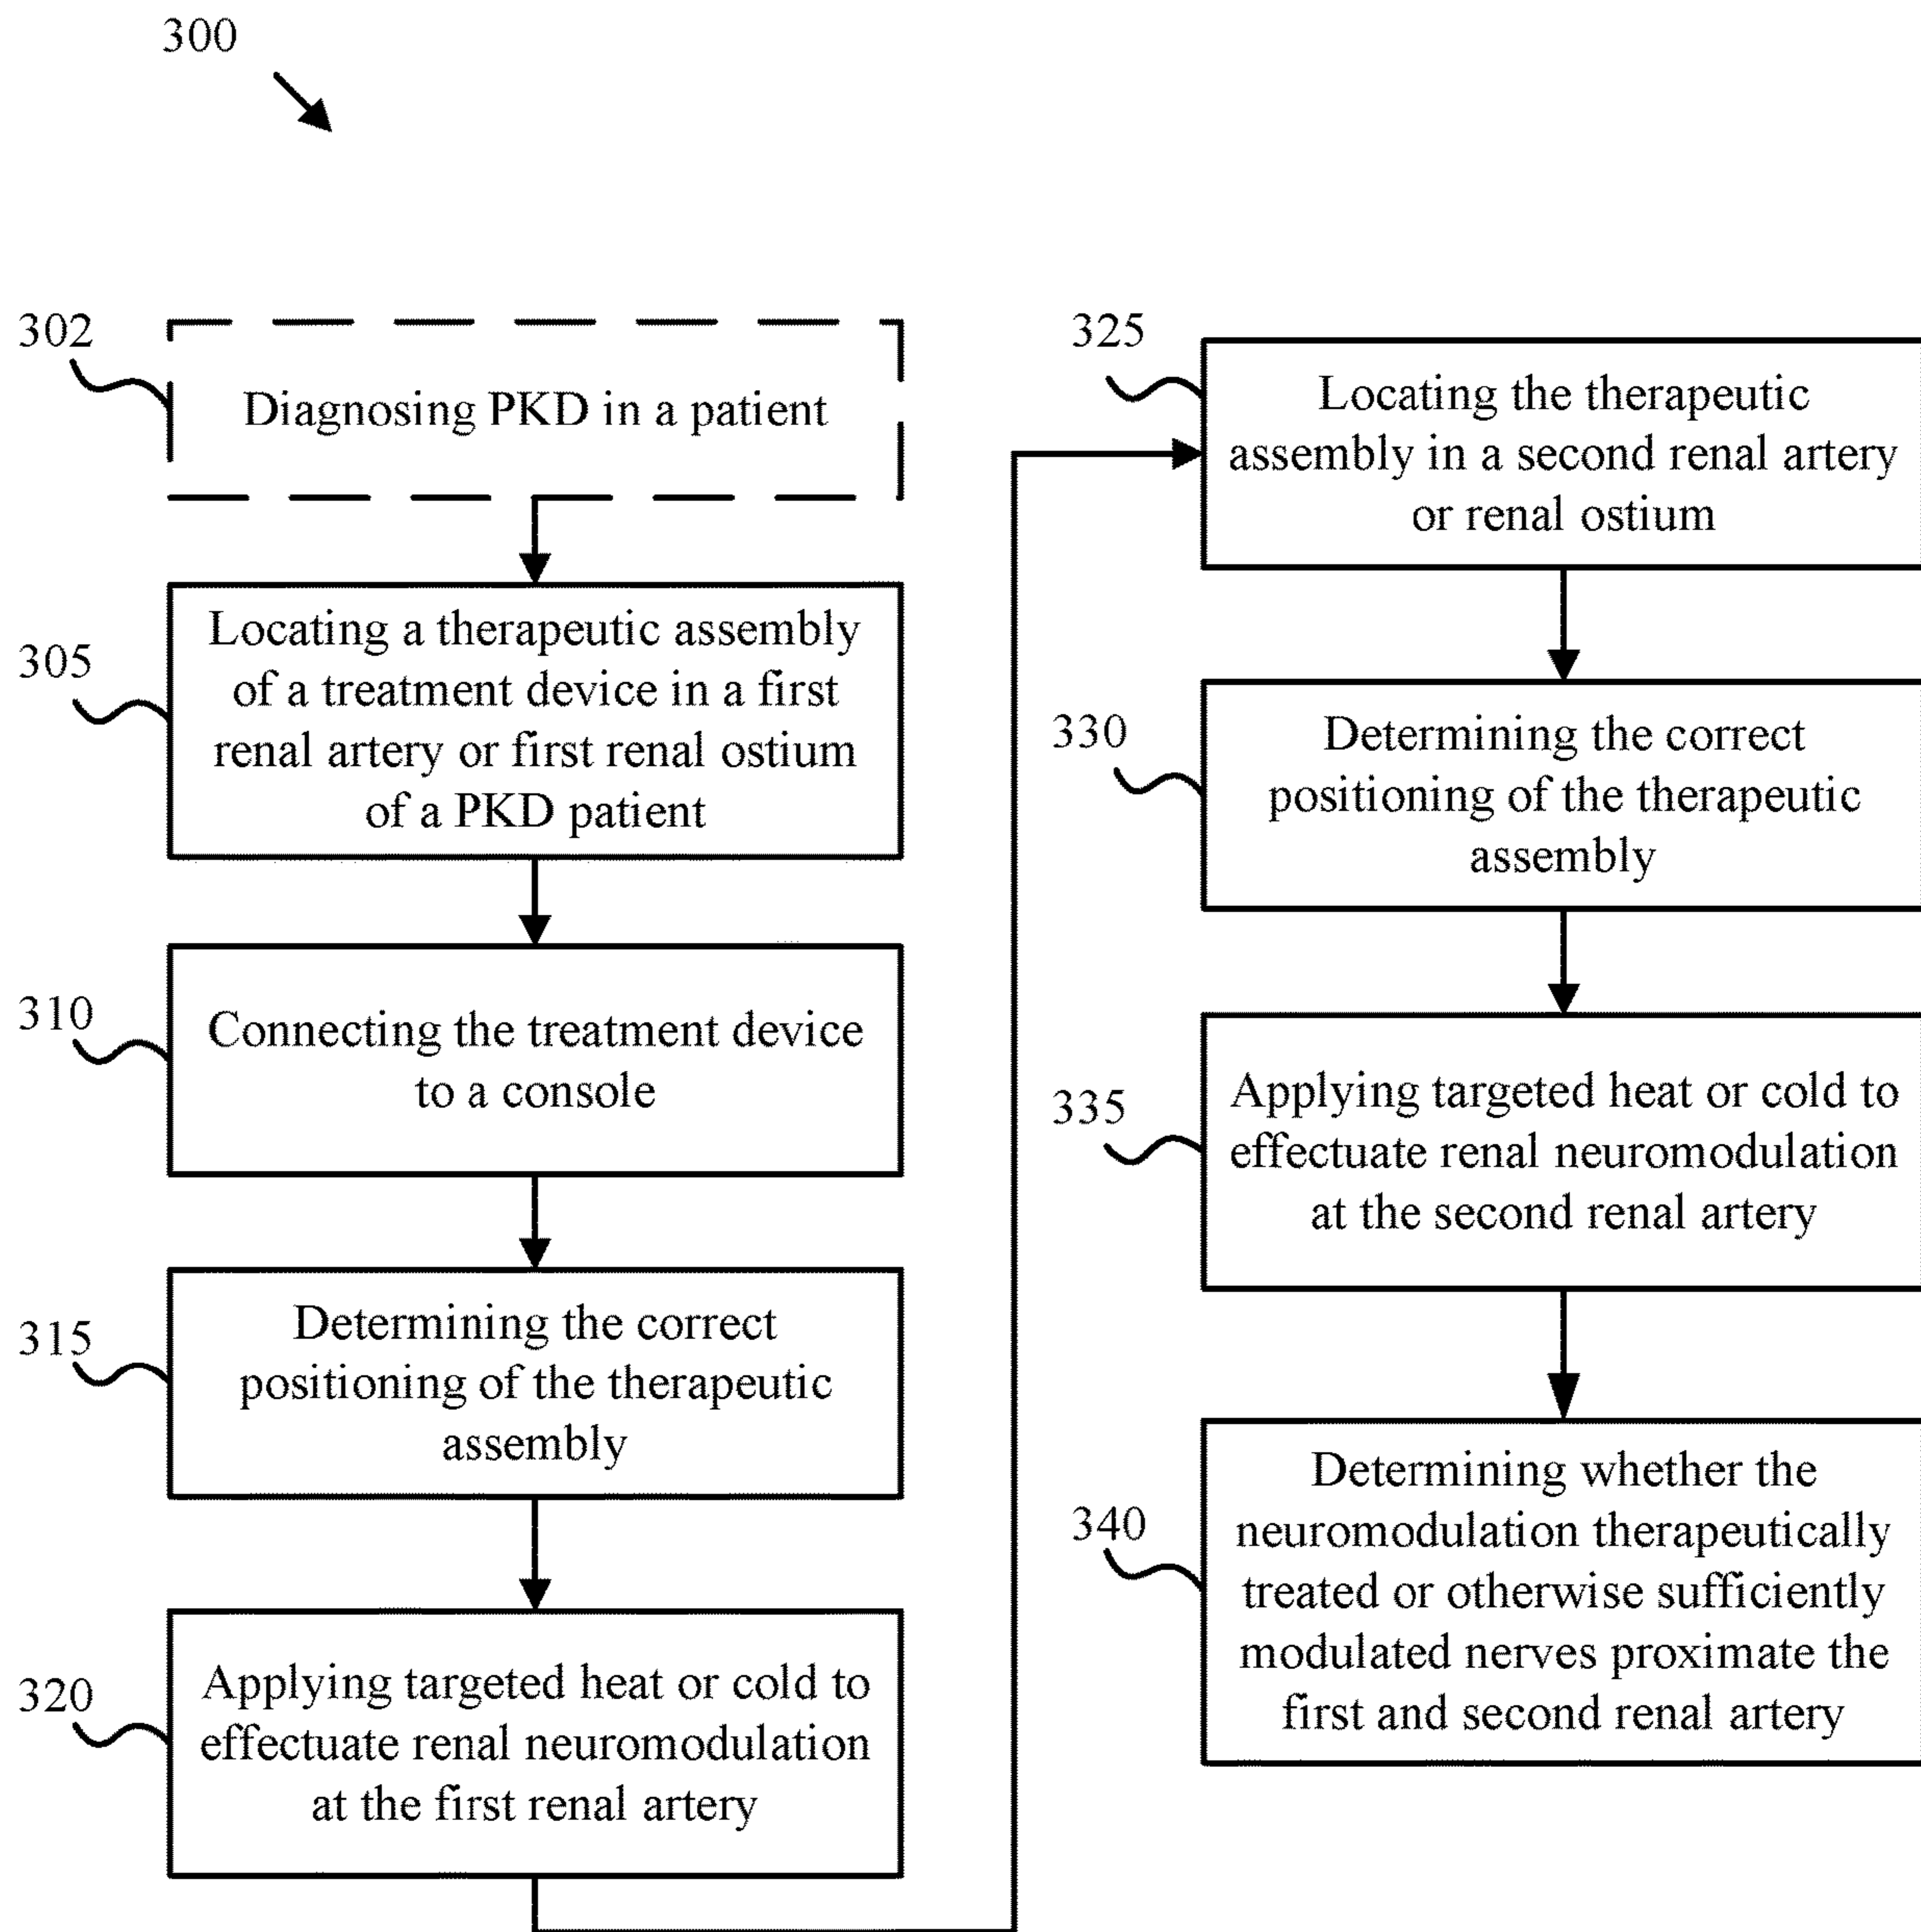 300
302
Diagnosing PKD in a patient
305
Locating a therapeutic assembly
of a treatment device in a first
renal artery or first renal ostium
of a PKD patient
310
Connecting the treatment device
to a console
315
Determining the correct
positioning of the therapeutic
assembly
320
Applying targeted heat or cold to
effectuate renal neuromodulation
at the first renal artery
325
Locating the therapeutic
assembly in a second renal artery
or renal ostium
330
Determining the correct
positioning of the therapeutic
assembly
335
Applying targeted heat or cold to
effectuate renal neuromodulation
at the second renal artery
340
Determining whether the
neuromodulation therapeutically
treated or otherwise sufficiently
modulated nerves proximate the
first and second renal artery